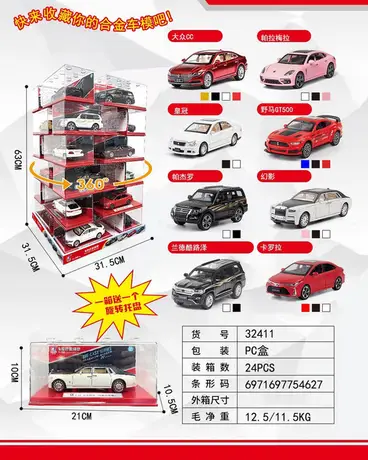 快来收藏你的合金车模吧!
大众CC
帕拉梅拉
皇冠
野马GT500
帕杰罗
幻影
兰德酷路泽
卡罗拉
63CM
360°
31.5CM
31.5CM
一箱送一个
旋转托盘
10CM
21CM
10.5CM
货 号 32411
包 装 PC盒
装箱数 24PCS
条形码 6971697754627
外箱尺寸
毛净重 12.5/11.5KG